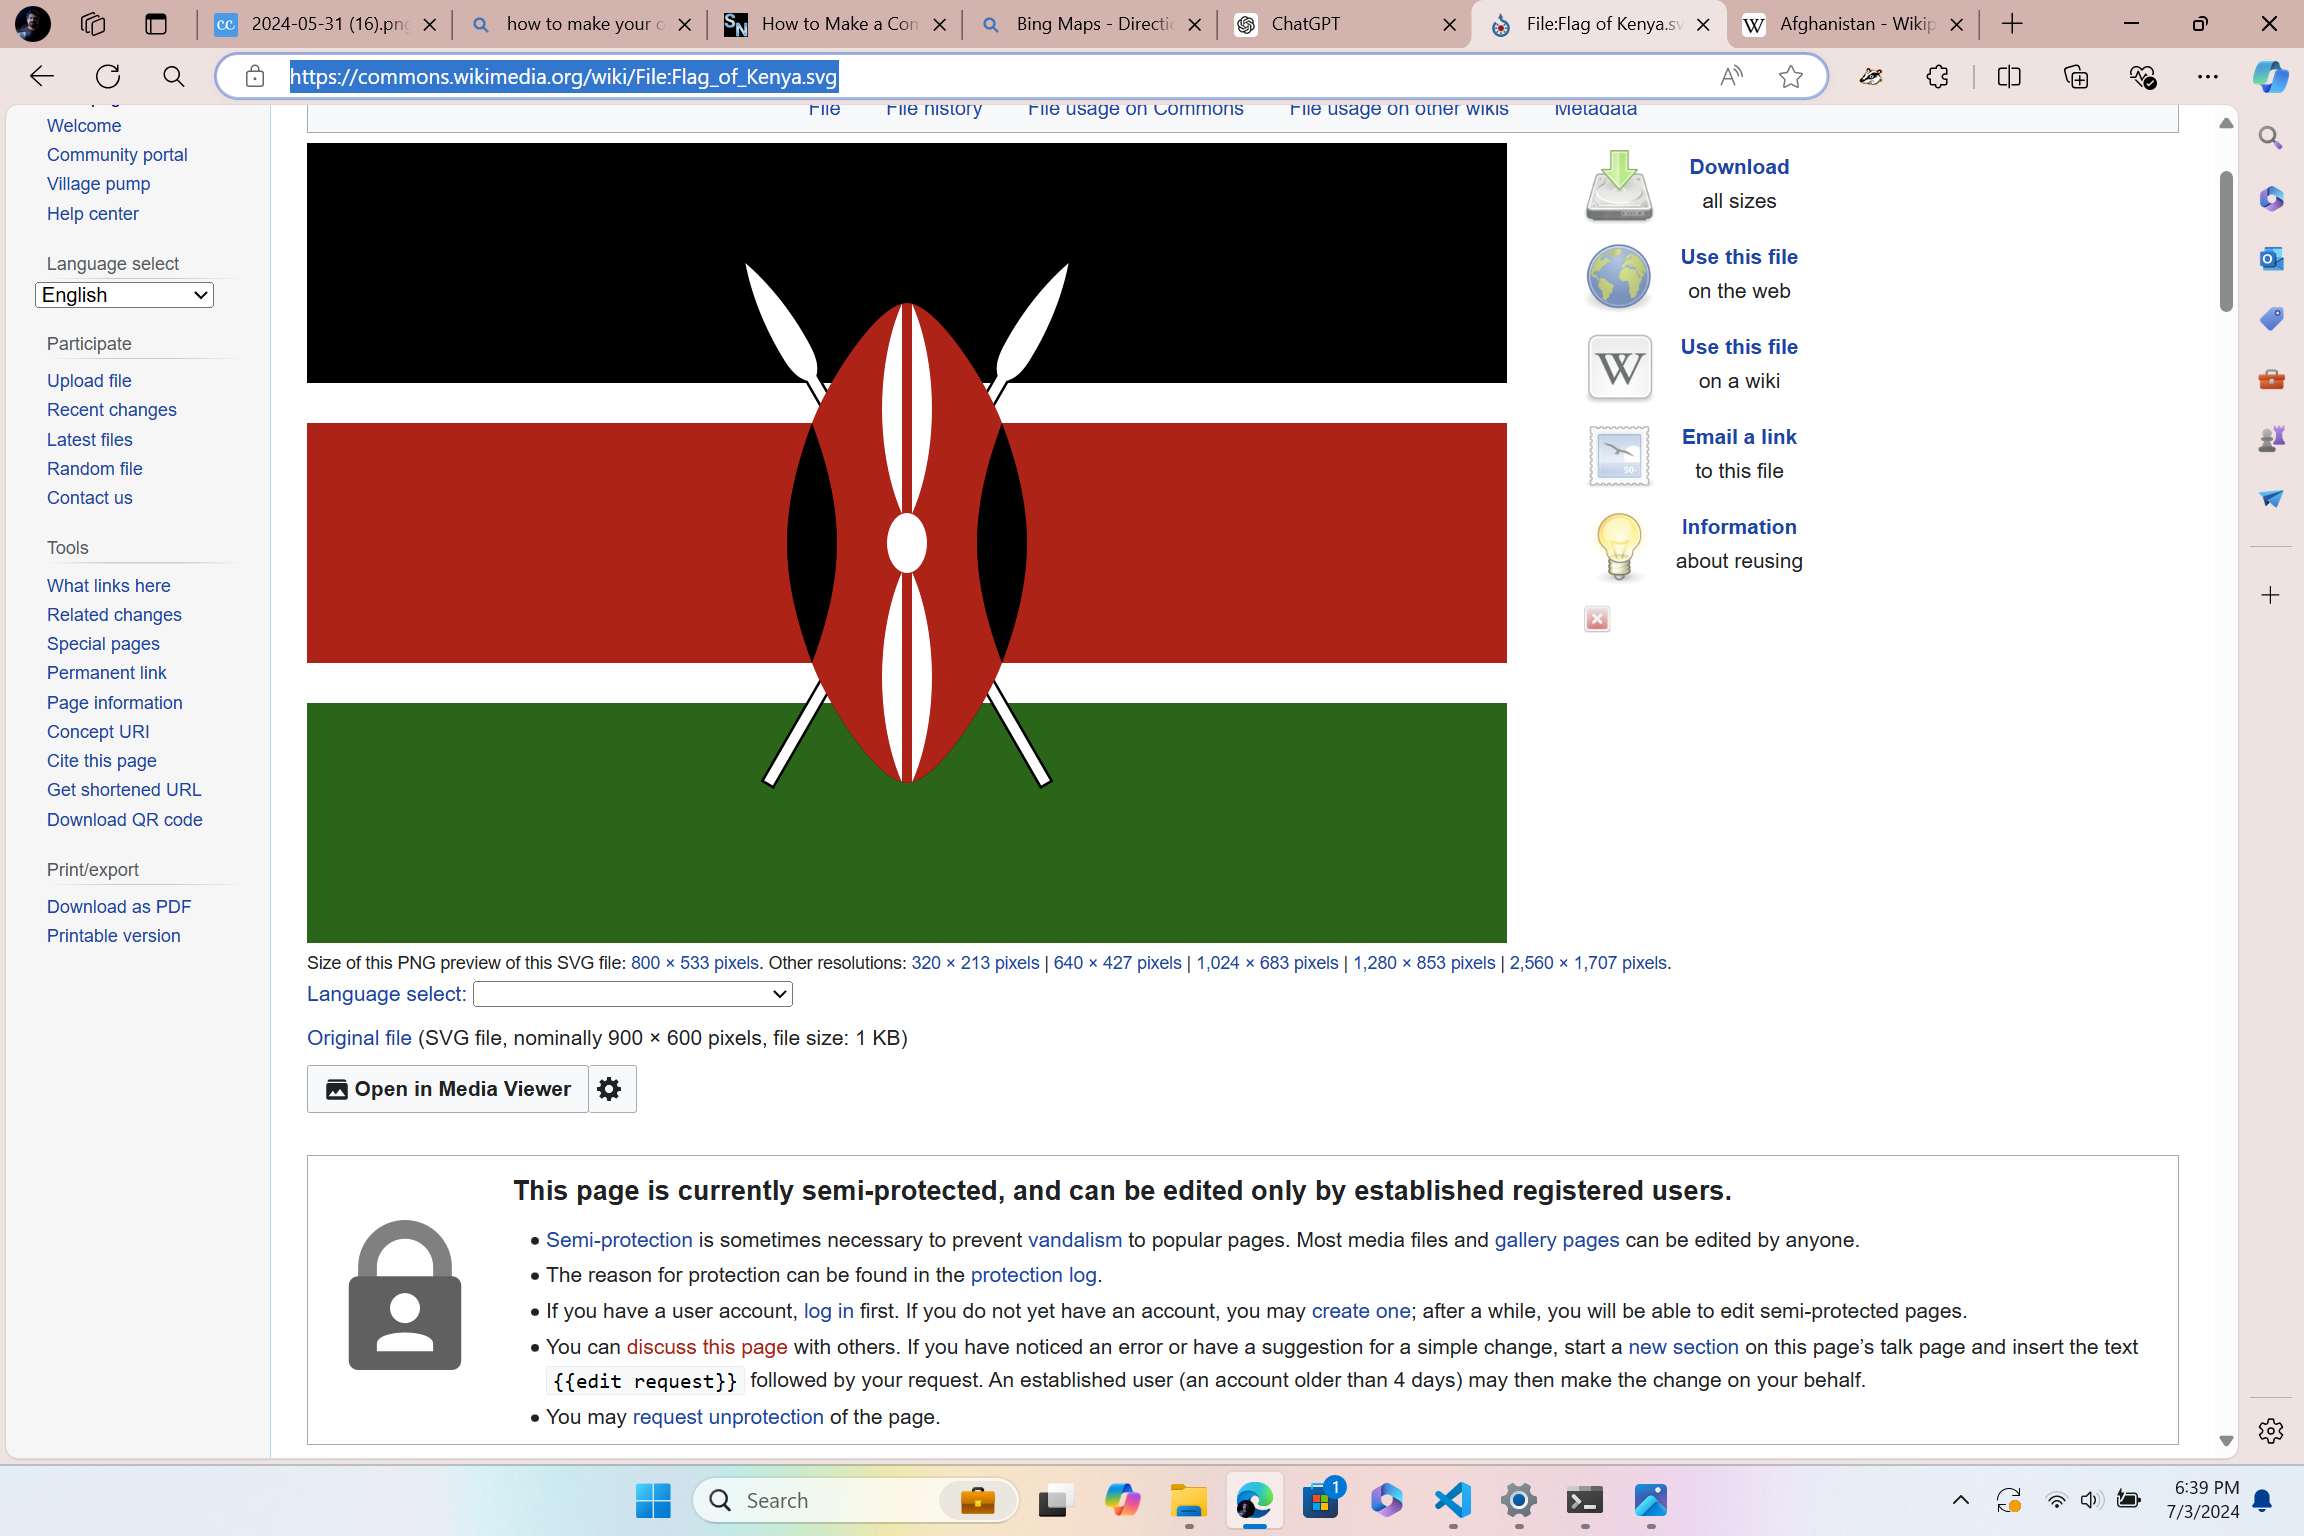 2024-05-31 (16).png
how to make your o
How to Make a Com
Bing Maps - Directi
ChatGPT
File:Flag of Kenya.sv
Afghanistan - Wikip
https://commons.wikimedia.org/wiki/File:Flag_of_Kenya.svg
File
File history
File usage on Commons
File usage on other wikis
Metadata
Welcome
Community portal
Village pump
Help center
Language select
English
Participate
Upload file
Recent changes
Latest files
Random file
Contact us
Tools
What links here
Related changes
Special pages
Permanent link
Page information
Concept URI
Cite this page
Get shortened URL
Download QR code
Print/export
Download as PDF
Printable version
Download
all sizes
Use this file
on the web
Use this file
on a wiki
Email a link
to this file
Information
about reusing
Size of this PNG preview of this SVG file: 800 × 533 pixels. Other resolutions: 320 × 213 pixels | 640 × 427 pixels | 1,024 × 683 pixels | 1,280 × 853 pixels | 2,560 × 1,707 pixels.
Language select:
Original file (SVG file, nominally 900 × 600 pixels, file size: 1 KB)
Open in Media Viewer
This page is currently semi-protected, and can be edited only by established registered users.
• Semi-protection is sometimes necessary to prevent vandalism to popular pages. Most media files and gallery pages can be edited by anyone.
• The reason for protection can be found in the protection log.
• If you have a user account, log in first. If you do not yet have an account, you may create one; after a while, you will be able to edit semi-protected pages.
• You can discuss this page with others. If you have noticed an error or have a suggestion for a simple change, start a new section on this page’s talk page and insert the text
{{edit request}} followed by your request. An established user (an account older than 4 days) may then make the change on your behalf.
• You may request unprotection of the page.
Search
1
6:39 PM
7/3/2024